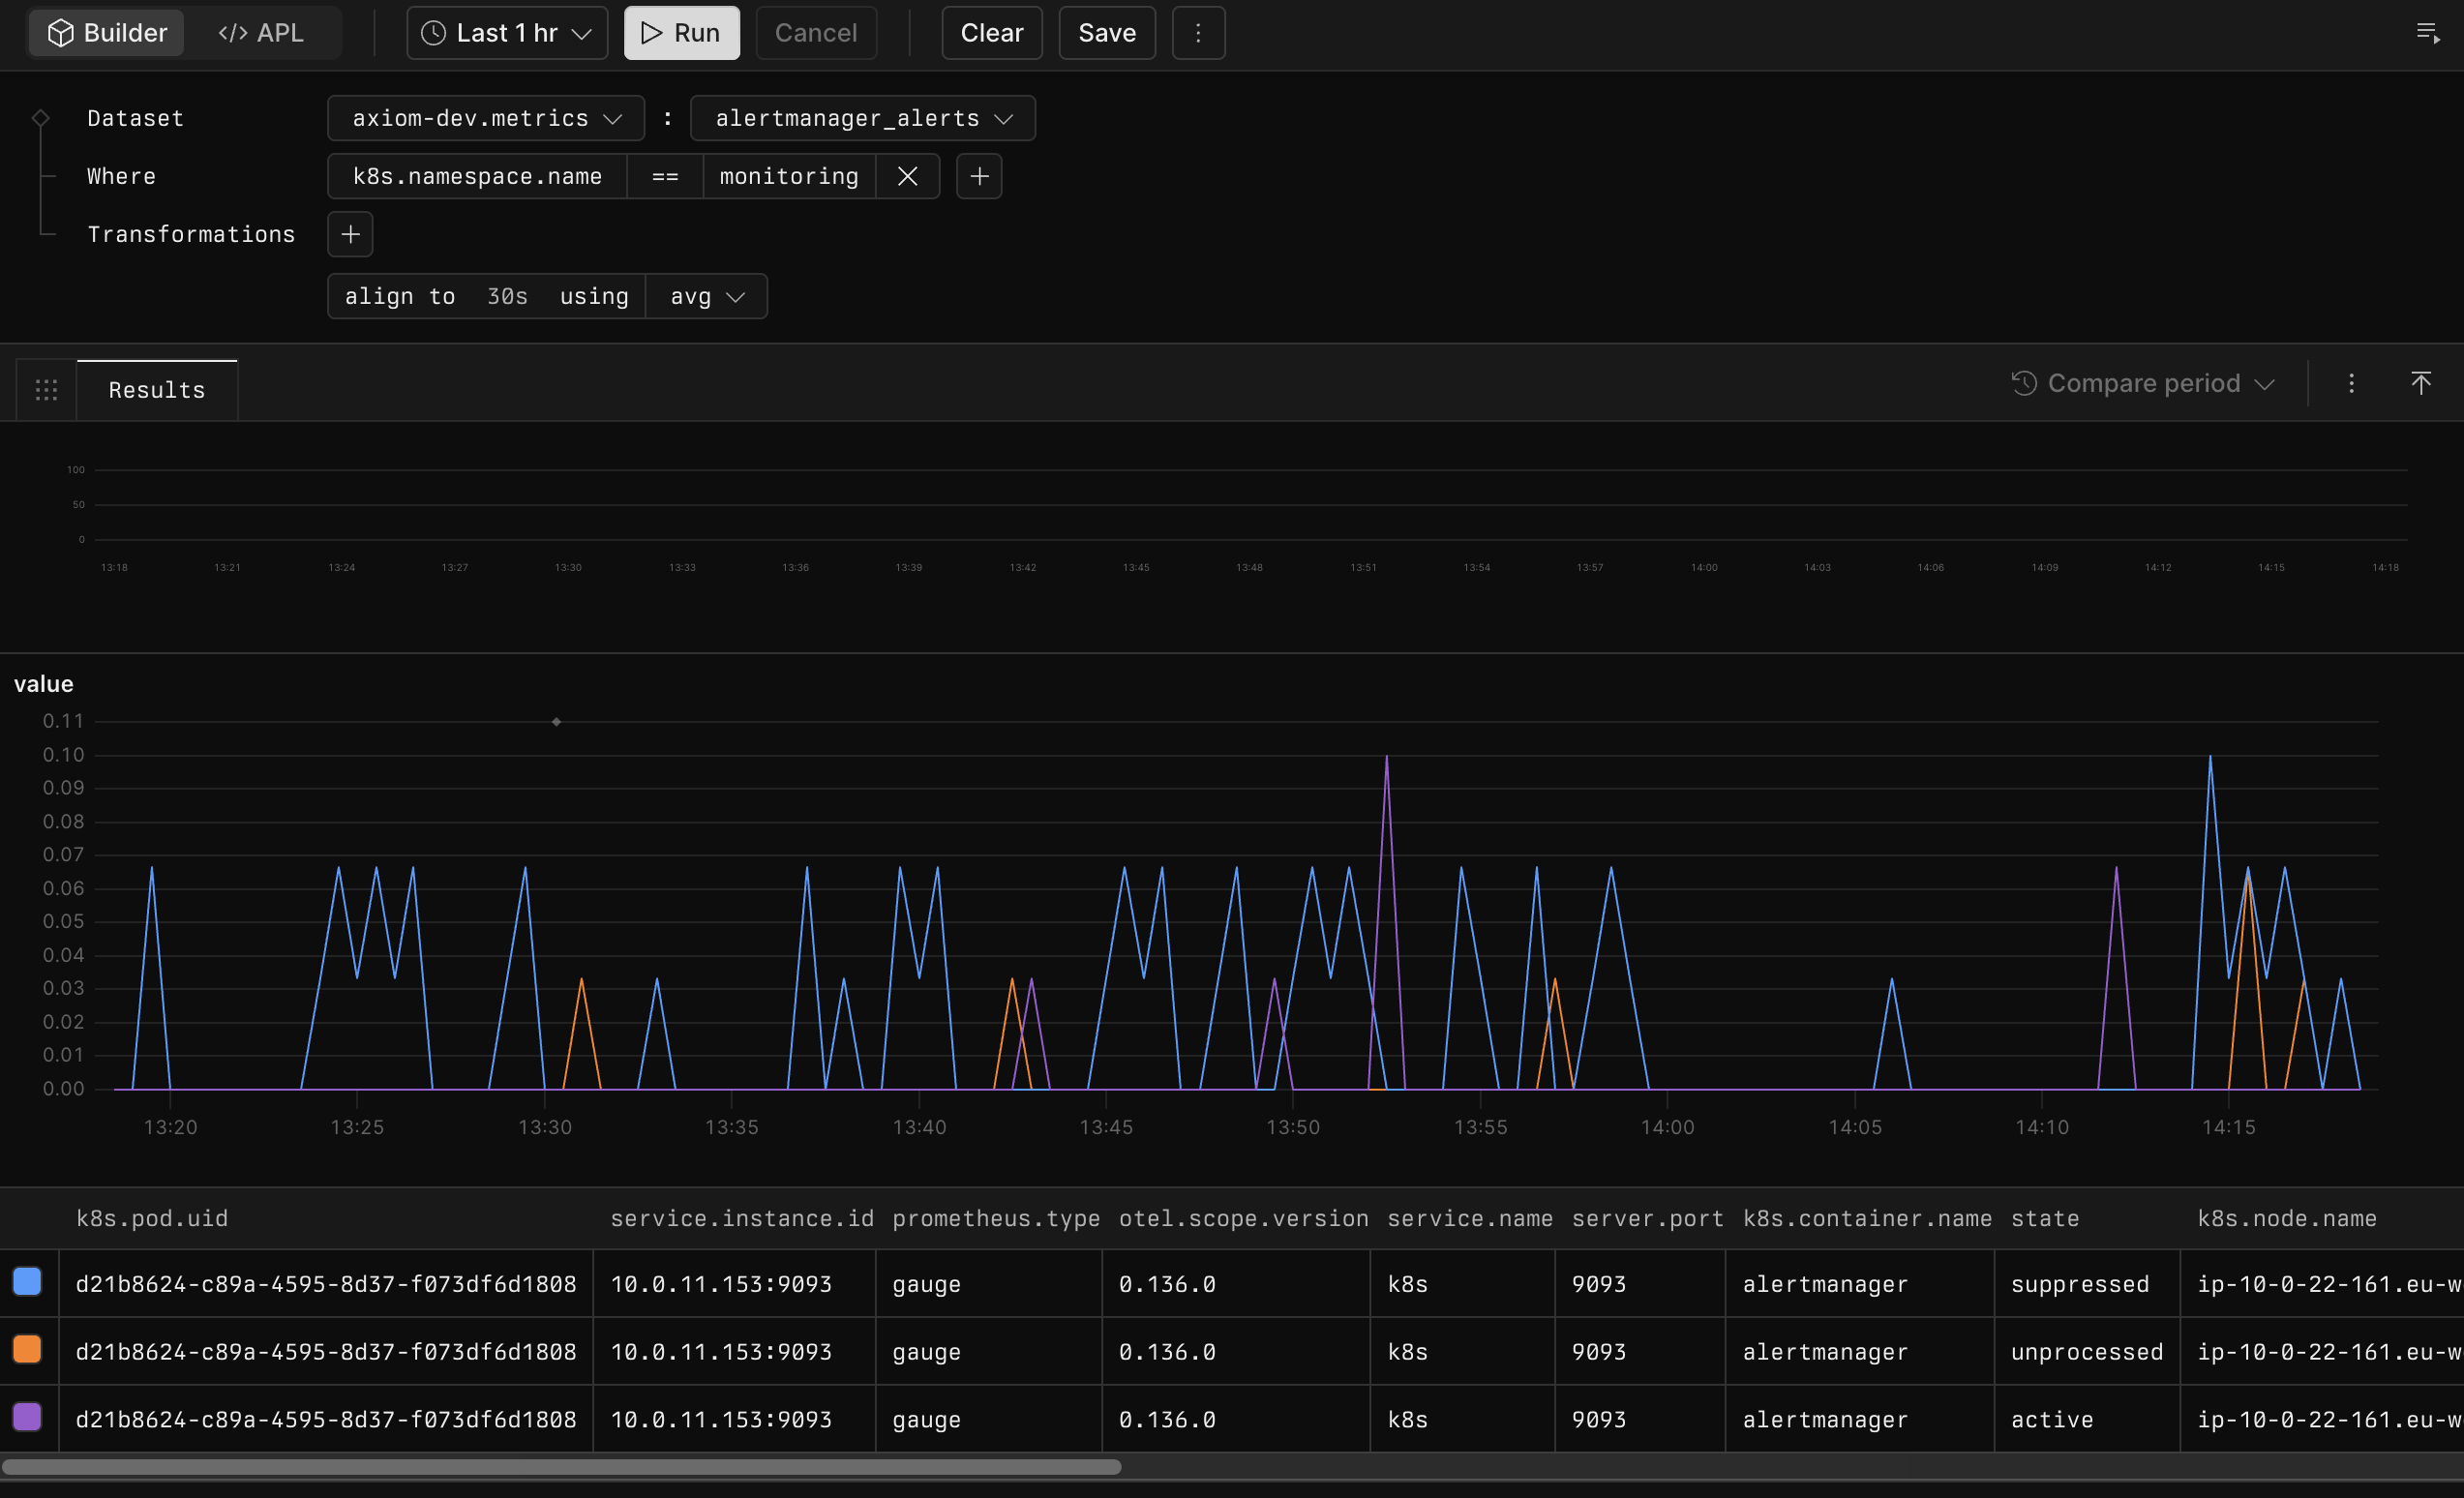 Builder </> APL Last 1 hr Run Cancel Clear Save
Dataset axiom-dev.metrics : alertmanager_alerts
Where k8s.namespace.name == monitoring
Transformations
align to 30s using avg
Results Compare period
100
50
0
13:18 13:21 13:24 13:27 13:30 13:33 13:36 13:39 13:42 13:45 13:48 13:51 13:54 13:57 14:00 14:03 14:06 14:09 14:12 14:15 14:18
value
0.11
0.10
0.09
0.08
0.07
0.06
0.05
0.04
0.03
0.02
0.01
0.00
13:20 13:25 13:30 13:35 13:40 13:45 13:50 13:55 14:00 14:05 14:10 14:15
k8s.pod.uid service.instance.id prometheus.type otel.scope.version service.name server.port k8s.container.name state k8s.node.name
d21b8624-c89a-4595-8d37-f073df6d1808 10.0.11.153:9093 gauge 0.136.0 k8s 9093 alertmanager suppressed ip-10-0-22-161.eu-w
d21b8624-c89a-4595-8d37-f073df6d1808 10.0.11.153:9093 gauge 0.136.0 k8s 9093 alertmanager unprocessed ip-10-0-22-161.eu-w
d21b8624-c89a-4595-8d37-f073df6d1808 10.0.11.153:9093 gauge 0.136.0 k8s 9093 alertmanager active ip-10-0-22-161.eu-w